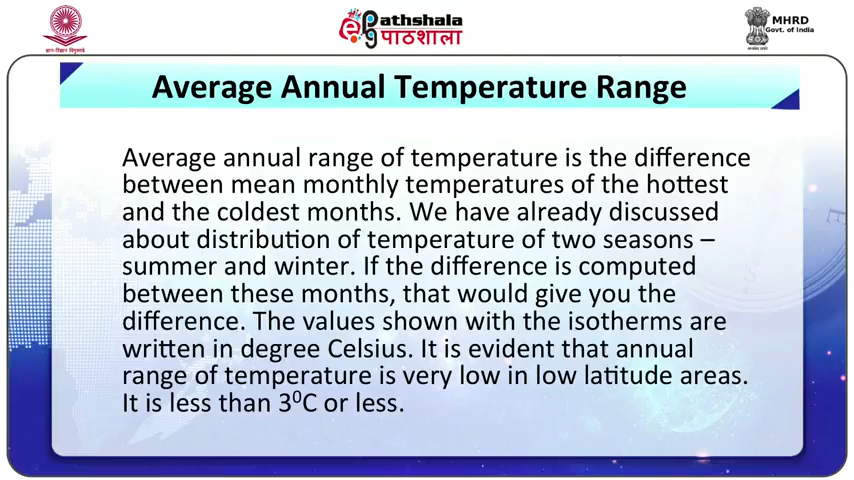 ज्ञान-विज्ञान विमुक्तये
ePathshala
पाठशाला
MHRD
Govt. of India
Average Annual Temperature Range
Average annual range of temperature is the difference
between mean monthly temperatures of the hottest
and the coldest months. We have already discussed
about distribution of temperature of two seasons –
summer and winter. If the difference is computed
between these months, that would give you the
difference. The values shown with the isotherms are
written in degree Celsius. It is evident that annual
range of temperature is very low in low latitude areas.
It is less than 3⁰C or less.